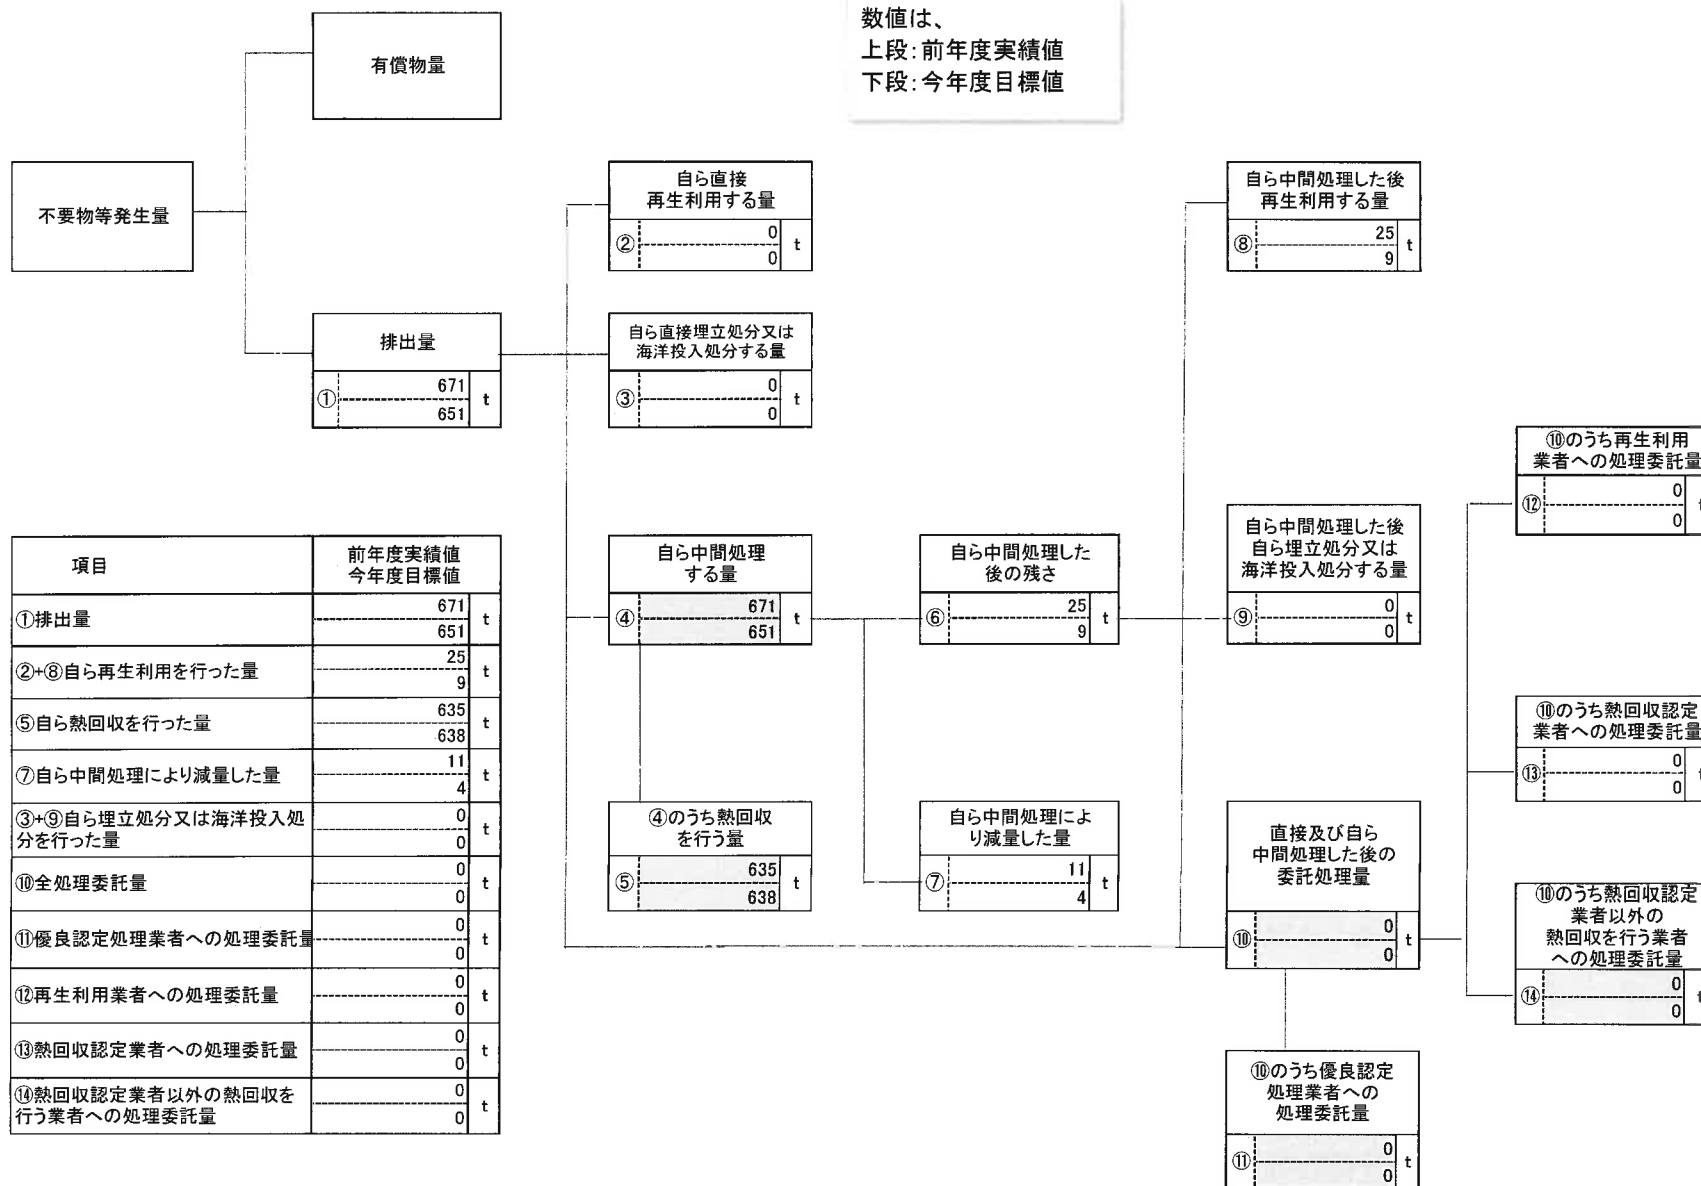 数値は、
上段：前年度実績値
下段：今年度目標値
有償物量
不要物等発生量
排出量
①
671
651
t
自ら直接
再生利用する量
②
0
0
t
自ら直接埋立処分又は
海洋投入処分する量
③
0
0
t
自ら中間処理
する量
④
671
651
t
④のうち熱回収
を行う量
⑤
635
638
t
自ら中間処理した
後の残さ
⑥
25
9
t
自ら中間処理によ
り減量した量
⑦
11
4
t
自ら中間処理した後
再生利用する量
⑧
25
9
t
自ら中間処理した後
自ら埋立処分又は
海洋投入処分する量
⑨
0
0
t
直接及び自ら
中間処理した後の
委託処理量
⑩
0
0
t
⑩のうち優良認定
処理業者への
処理委託量
⑪
0
0
t
⑩のうち再生利用
業者への処理委託量
⑫
0
0
t
⑩のうち熱回収認定
業者への処理委託量
⑬
0
0
t
⑩のうち熱回収認定
業者以外の
熱回収を行う業者
への処理委託量
⑭
0
0
t
項目
前年度実績値
今年度目標値
①排出量
671
651
t
②+⑧自ら再生利用を行った量
25
9
t
⑤自ら熱回収を行った量
635
638
t
⑦自ら中間処理により減量した量
11
4
t
③+⑨自ら埋立処分又は海洋投入処
分を行った量
0
0
t
⑩全処理委託量
0
0
t
⑪優良認定処理業者への処理委託量
0
0
t
⑫再生利用業者への処理委託量
0
0
t
⑬熱回収認定業者への処理委託量
0
0
t
⑭熱回収認定業者以外の熱回収を
行う業者への処理委託量
0
0
t